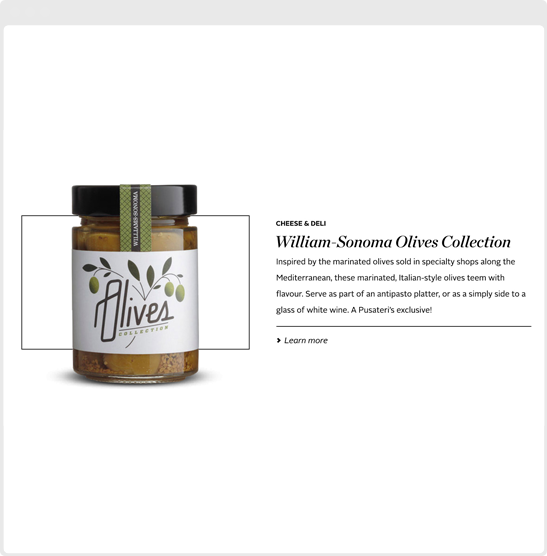 WILLIAMS-SONOMA
Olives
COLLECTION
CHEESE & DELI
William-Sonoma Olives Collection
Inspired by the marinated olives sold in specialty shops along the
Mediterranean, these marinated, Italian-style olives teem with
flavour. Serve as part of an antipasto platter, or as a simply side to a
glass of white wine. A Pusateri's exclusive!
Learn more